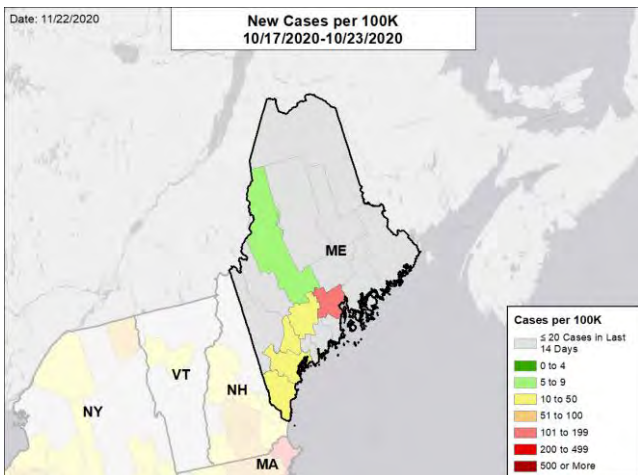 Date: 11/22/2020
New Cases per 100K
10/17/2020-10/23/2020
ME
VT
NH
NY
MA
Cases per 100K
≤ 20 Cases in Last
14 Days
0 to 4
5 to 9
10 to 50
51 to 100
101 to 199
200 to 499
500 or More